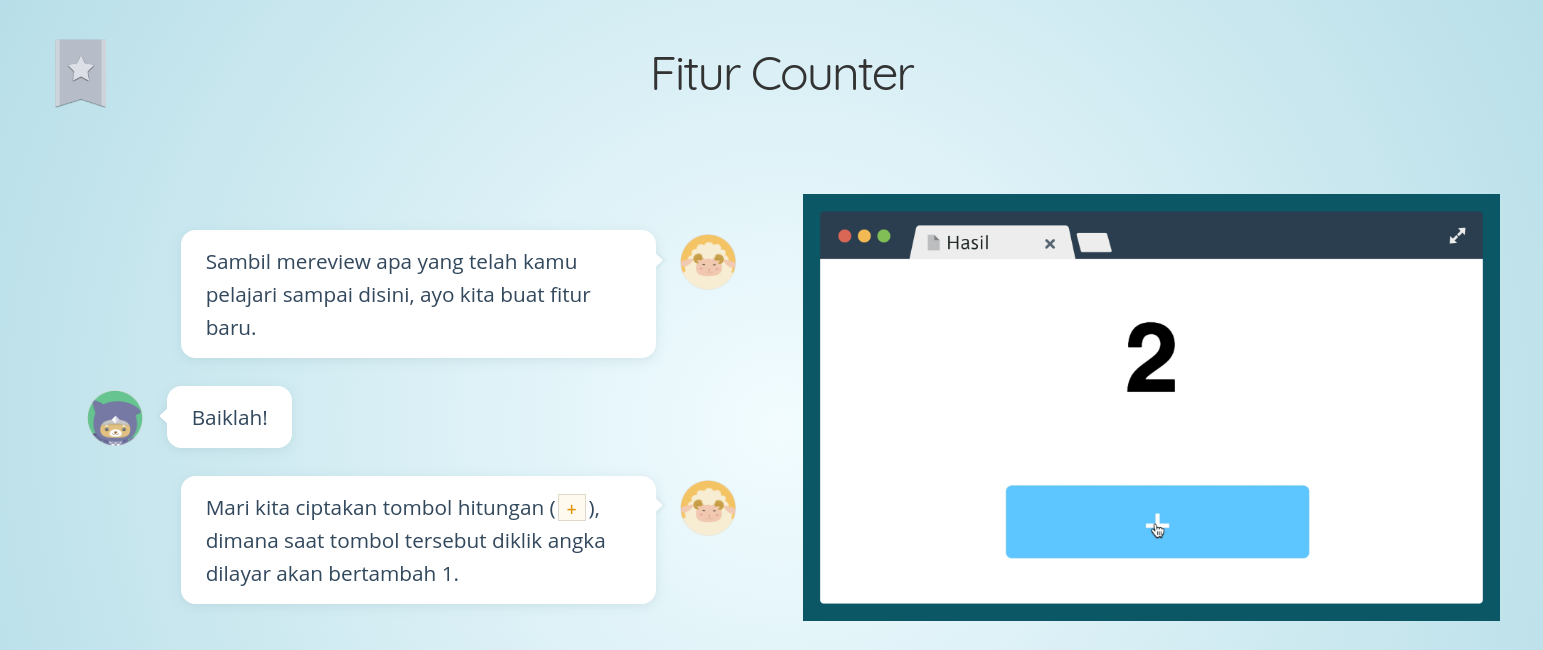 Fitur Counter
Sambil mereview apa yang telah kamu
pelajari sampai disini, ayo kita buat fitur
baru.
Baiklah!
Mari kita ciptakan tombol hitungan ( + ),
dimana saat tombol tersebut diklik angka
dilayar akan bertambah 1.
Hasil
2
+